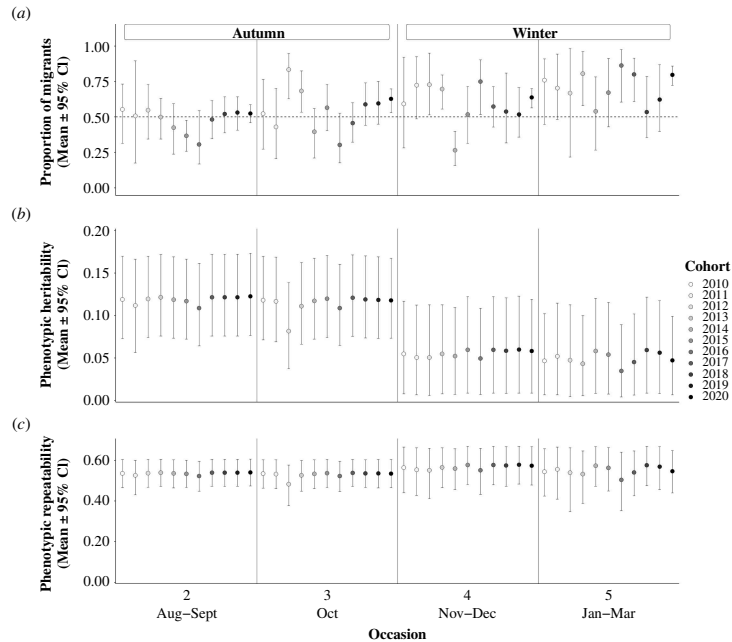 (a)
Autumn
Winter
Proportion of migrants
(Mean ± 95% CI)
1.00
0.75
0.50
0.25
0.00
(b)
Phenotypic heritability
(Mean ± 95% CI)
0.20
0.15
0.10
0.05
0.00
Cohort
2010
2011
2012
2013
2014
2015
2016
2017
2018
2019
2020
(c)
Phenotypic repeatability
(Mean ± 95% CI)
0.60
0.40
0.20
0.00
2 3 4 5
Aug−Sept Oct Nov−Dec Jan−Mar
Occasion